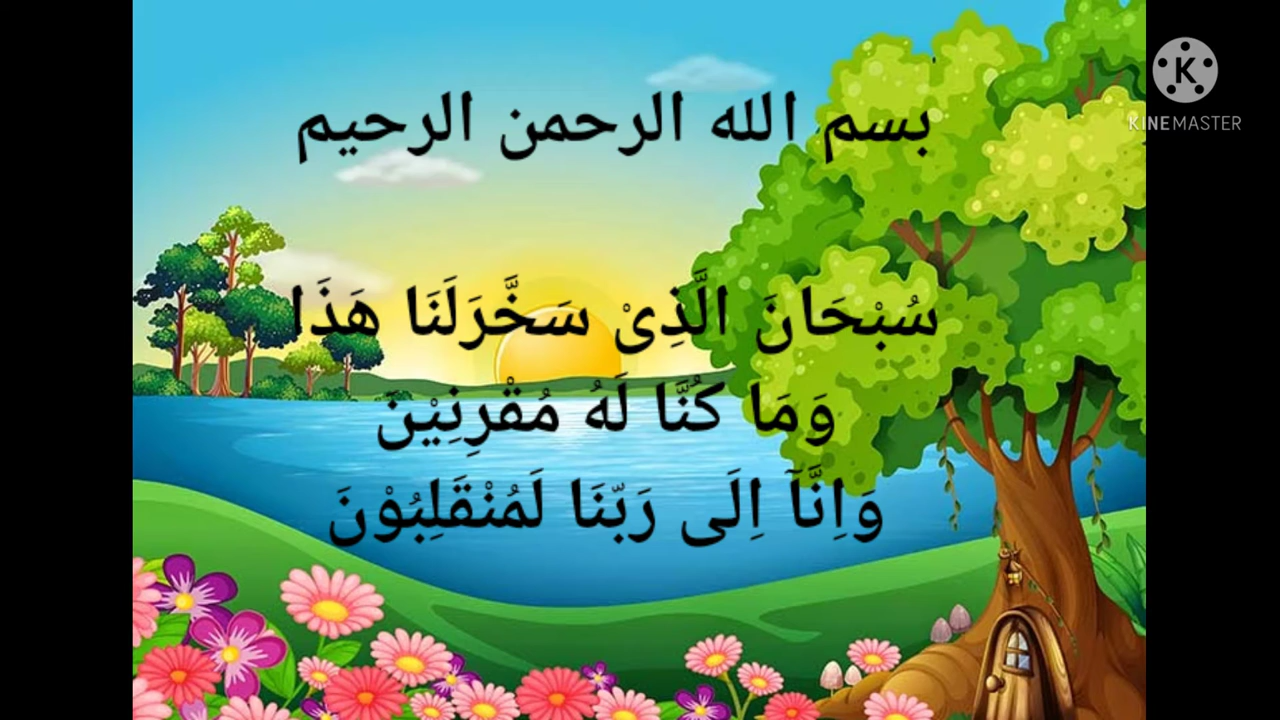 بسم الله الرحمن الرحيم
سُبْحَانَ الَّذِىْ سَخَّرَلَنَا هَذَا
وَمَا كُنَّا لَهُ مُقْرِنِيْنَ
وَاِنَّآ اِلَى رَبّنَا لَمُنْقَلِبُوْنَ
K
KINEMASTER